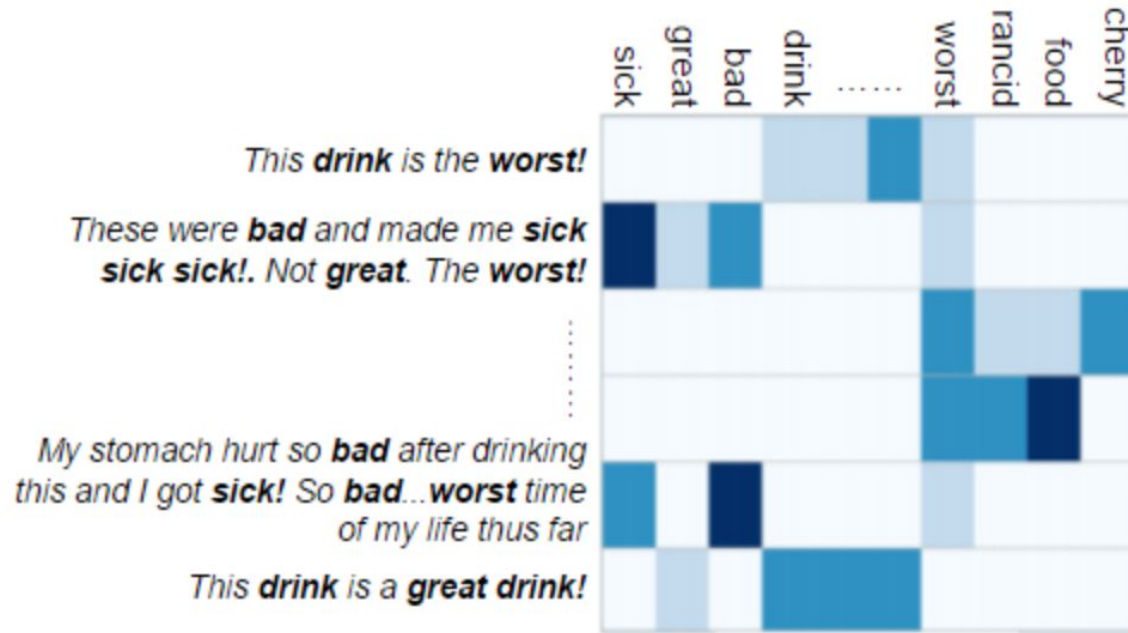 sick
great
bad
drink
......
worst
rancid
food
cherry
This drink is the worst!
These were bad and made me sick
sick sick!. Not great. The worst!
My stomach hurt so bad after drinking
this and I got sick! So bad...worst time
of my life thus far
This drink is a great drink!